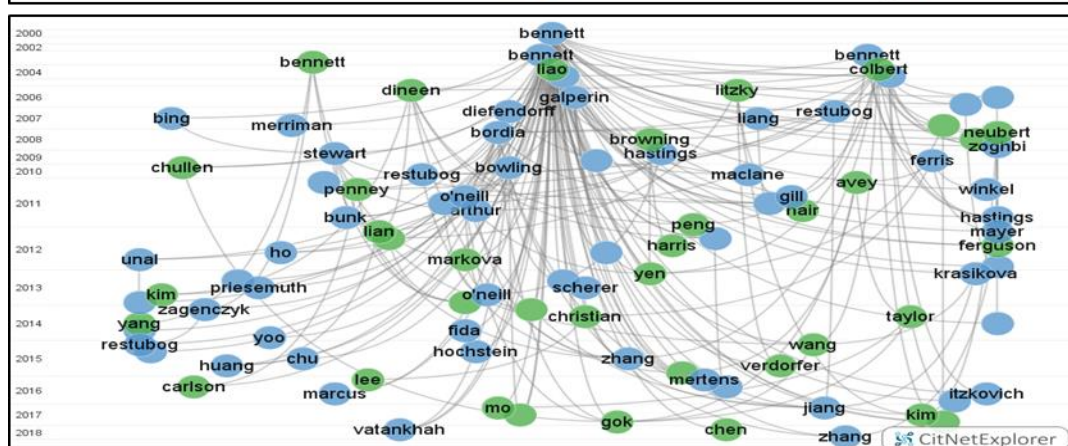 2000
bennett
2002
bennett
bennett
bennett
2004
liao
colbert
2006
dineen
galperin
litzky
2007
bing
merriman
diefendorff
liang
restubog
2008
bordia
browning
neubert
zognbi
2009
chullen
stewart
hastings
ferris
2010
restubog
bowling
maclane
penney
avey
winkel
2011
bunk
o'neill
arthur
gill
nair
hastings
lian
peng
mayer
2012
unal
ho
markova
harris
ferguson
yen
krasikova
2013
kim
priesemuth
o'neill
scherer
zagenczyk
christian
taylor
2014
yang
yoo
fida
restubog
hochstein
wang
2015
huang
chu
zhang
verdorfer
carlson
lee
mertens
2016
marcus
itzkovich
mo
jiang
kim
2017
vatankhah
gok
chen
zhang
2018
CitNetExplorer